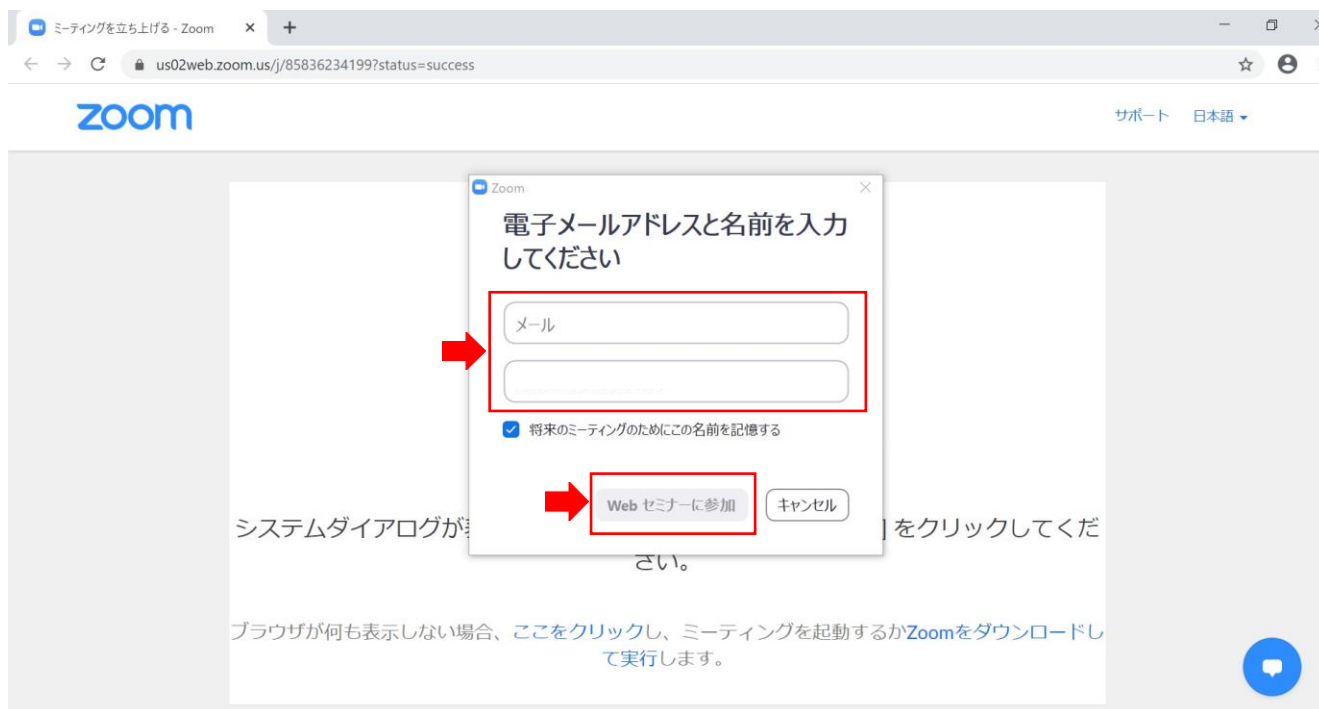 ミーティングを立ち上げる - Zoom
us02web.zoom.us/j/85836234199?status=success
zoom
サポート 日本語
Zoom
電子メールアドレスと名前を入力
してください
メール
将来のミーティングのためにこの名前を記憶する
Web セミナーに参加 キャンセル
システムダイアログが ] をクリックしてくだ
さい。
ブラウザが何も表示しない場合、ここをクリックし、ミーティングを起動するかZoomをダウンロードし
て実行します。